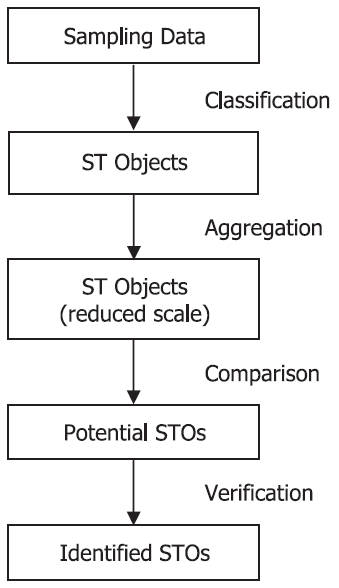 Sampling Data
Classification
ST Objects
Aggregation
ST Objects
(reduced scale)
Comparison
Potential STOs
Verification
Identified STOs